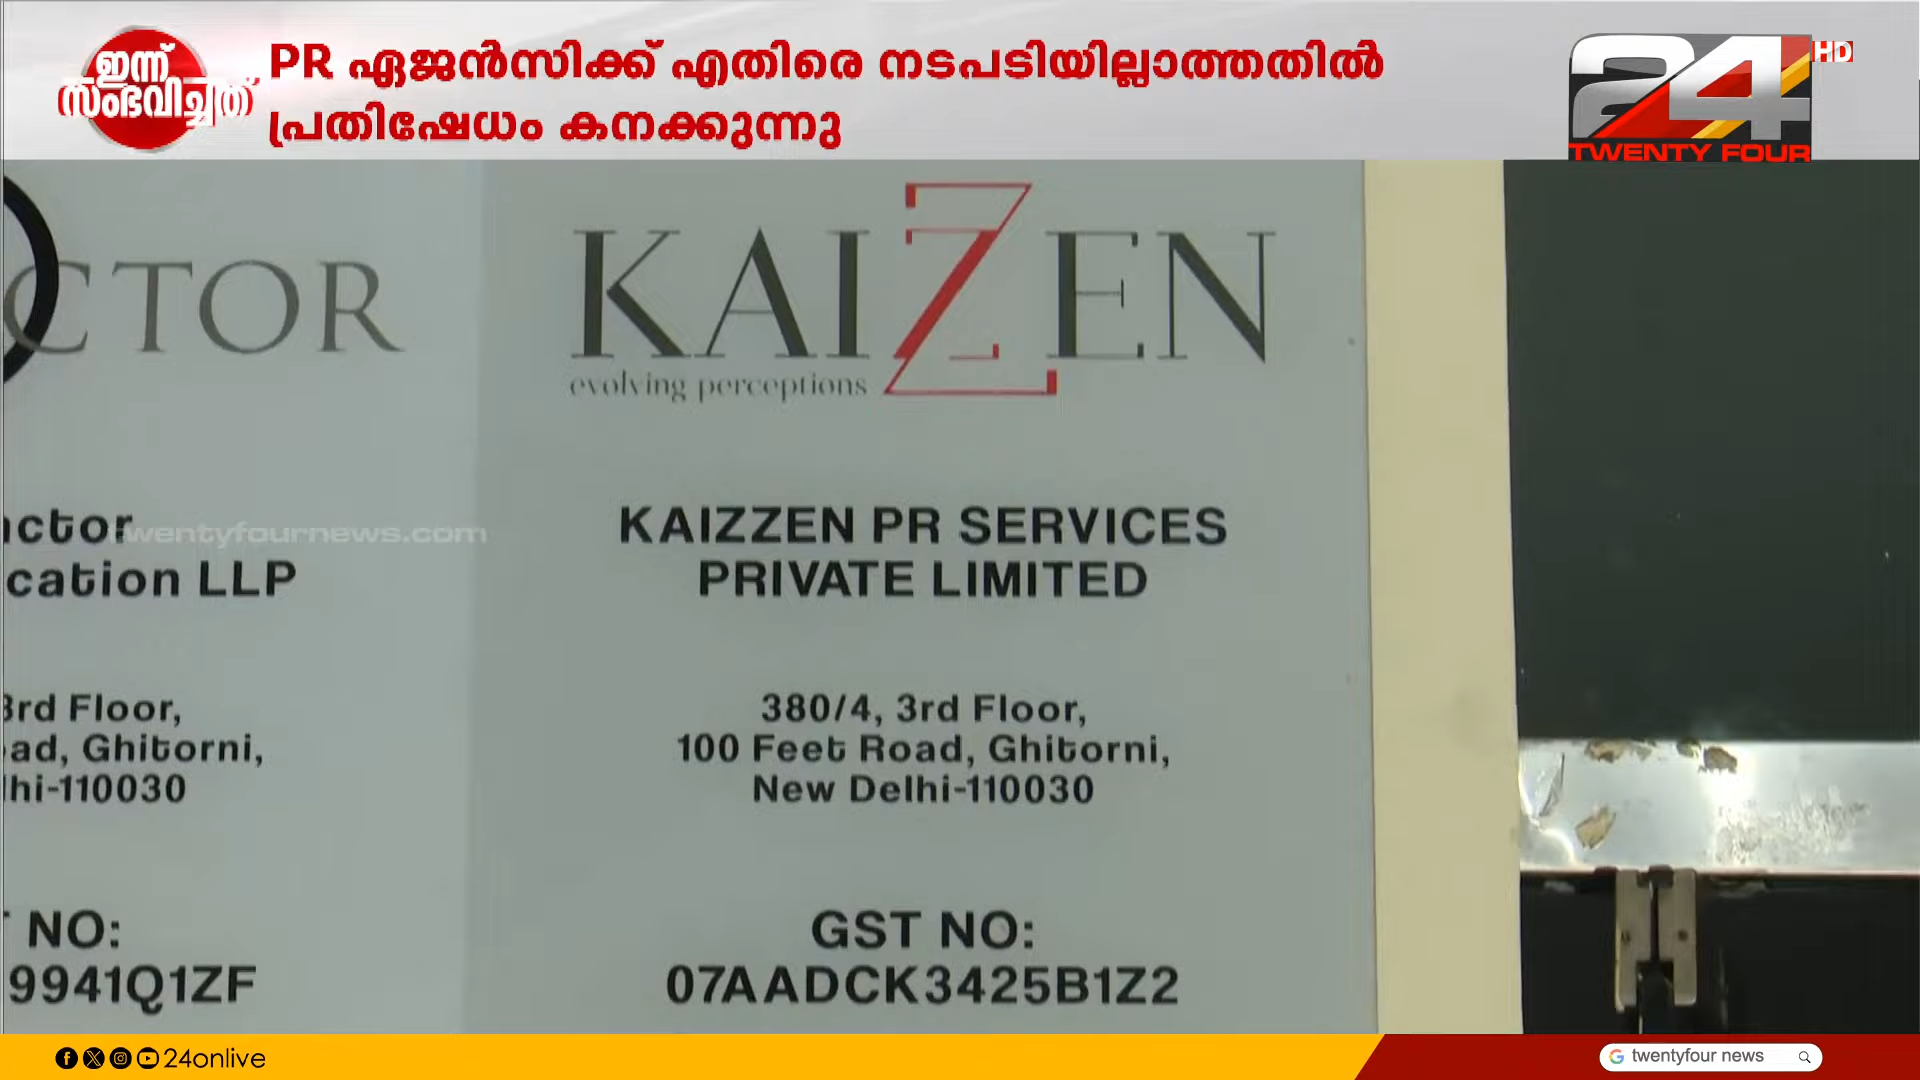 ഇന്ന്
സംഭവിച്ചത്
PR ഏജൻസിക്ക് എതിരെ നടപടിയില്ലാത്തതിൽ
പ്രതിഷേധം കനക്കുന്നു
24 HD
TWENTY FOUR
CTOR
KAIZZEN
evolving perceptions
actor
cation LLP
twentyfournews.com
KAIZZEN PR SERVICES
PRIVATE LIMITED
3rd Floor,
ad, Ghitorni,
lhi-110030
380/4, 3rd Floor,
100 Feet Road, Ghitorni,
New Delhi-110030
NO:
9941Q1ZF
GST NO:
07AADCK3425B1Z2
24onlive
twentyfour news